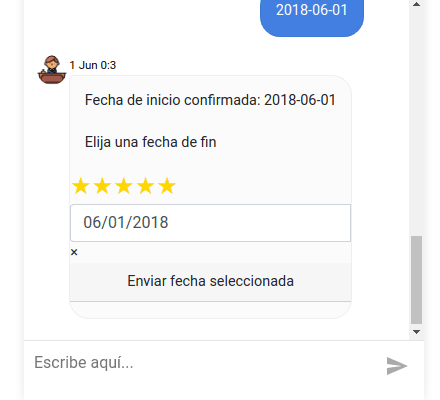 2018-06-01
1 Jun 0:3
Fecha de inicio confirmada: 2018-06-01
Elija una fecha de fin
★★★★★
06/01/2018
×
Enviar fecha seleccionada
Escribe aquí...